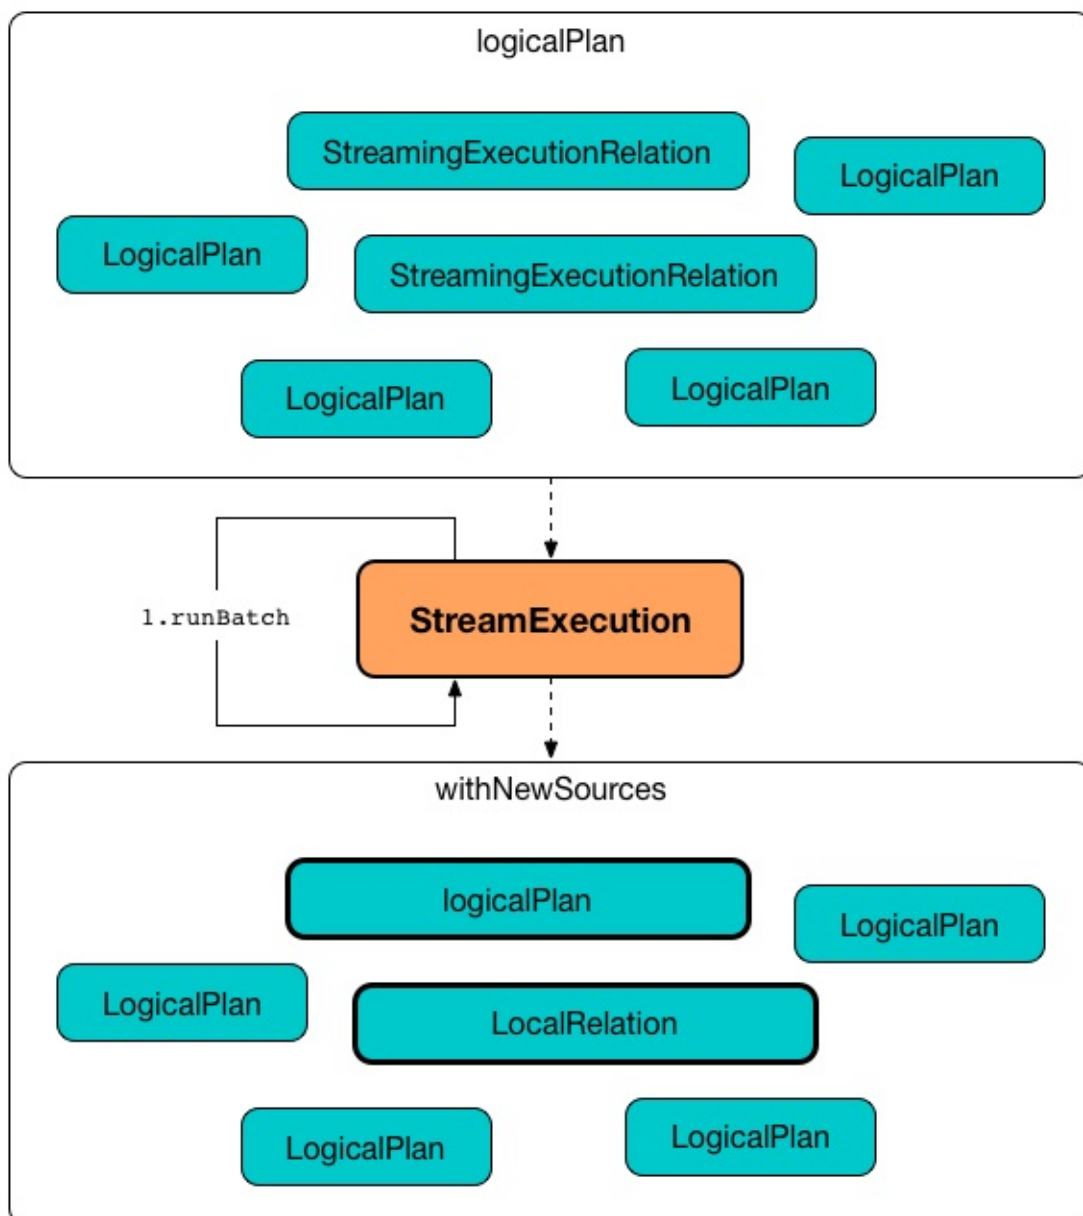 logicalPlan
StreamingExecutionRelation
LogicalPlan
LogicalPlan
StreamingExecutionRelation
LogicalPlan
LogicalPlan
1.runBatch
StreamExecution
withNewSources
logicalPlan
LogicalPlan
LogicalPlan
LocalRelation
LogicalPlan
LogicalPlan